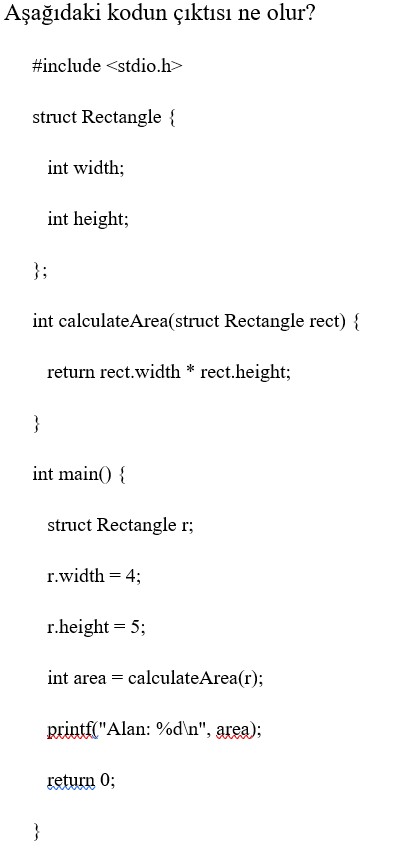 Aşağıdaki kodun çıktısı ne olur?
#include <stdio.h>
struct Rectangle {
int width;
int height;
};
int calculateArea(struct Rectangle rect) {
return rect.width * rect.height;
}
int main() {
struct Rectangle r;
r.width = 4;
r.height = 5;
int area = calculateArea(r);
printf("Alan: %d\n", area);
return 0;
}